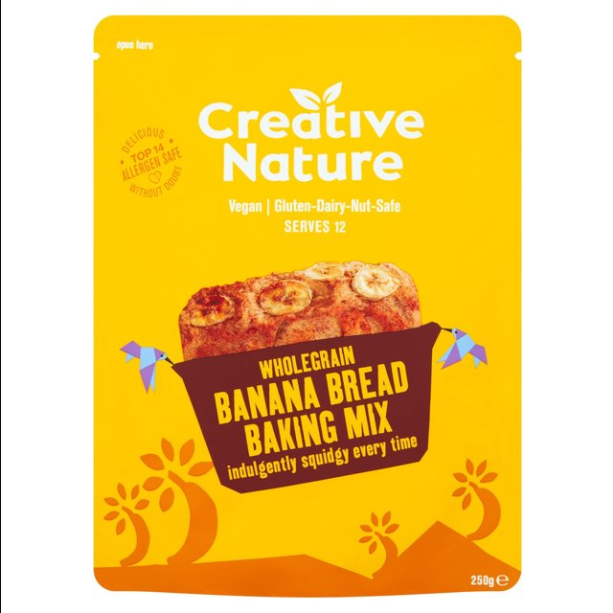 open here
Creative
Nature
DELICIOUS
TOP 14
ALLERGEN SAFE
WITHOUT DOUBT
Vegan | Gluten-Dairy-Nut-Safe
SERVES 12
WHOLEGRAIN
BANANA BREAD
BAKING MIX
indulgently squidgy every time
250g ℮